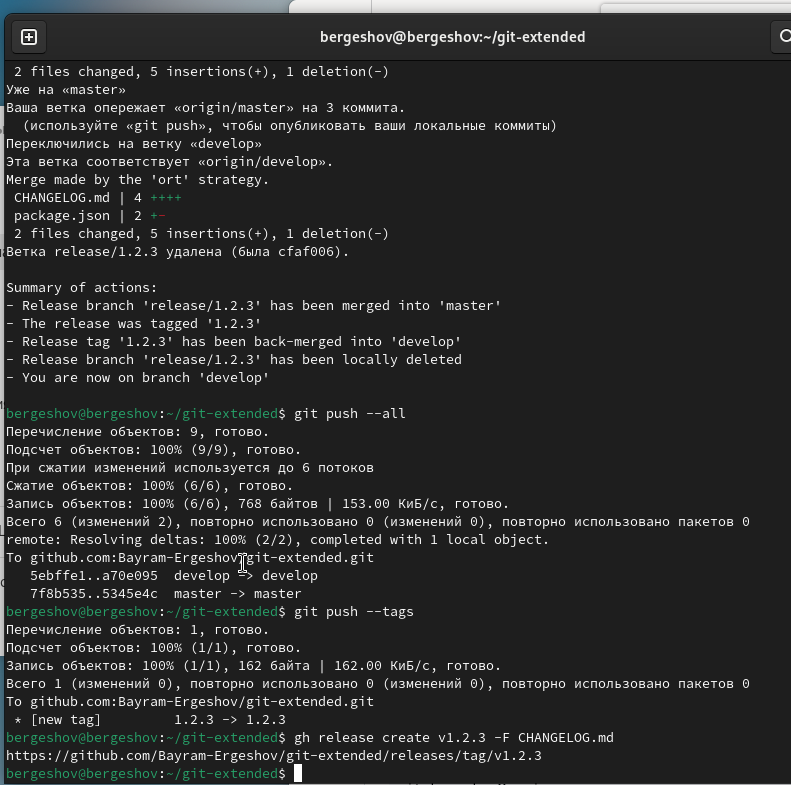 bergeshov@bergeshov:~/git-extended
 2 files changed, 5 insertions(+), 1 deletion(-)
Уже на «master»
Ваша ветка опережает «origin/master» на 3 коммита.
  (используйте «git push», чтобы опубликовать ваши локальные коммиты)
Переключились на ветку «develop»
Эта ветка соответствует «origin/develop».
Merge made by the 'ort' strategy.
 CHANGELOG.md | 4 ++++
 package.json | 2 +-
 2 files changed, 5 insertions(+), 1 deletion(-)
Ветка release/1.2.3 удалена (была cfaf006).
Summary of actions:
- Release branch 'release/1.2.3' has been merged into 'master'
- The release was tagged '1.2.3'
- Release tag '1.2.3' has been back-merged into 'develop'
- Release branch 'release/1.2.3' has been locally deleted
- You are now on branch 'develop'
bergeshov@bergeshov:~/git-extended$ git push --all
Перечисление объектов: 9, готово.
Подсчет объектов: 100% (9/9), готово.
При сжатии изменений используется до 6 потоков
Сжатие объектов: 100% (6/6), готово.
Запись объектов: 100% (6/6), 768 байтов | 153.00 КиБ/с, готово.
Всего 6 (изменений 2), повторно использовано 0 (изменений 0), повторно использовано пакетов 0
remote: Resolving deltas: 100% (2/2), completed with 1 local object.
To github.com:Bayram-Ergeshov/git-extended.git
   5ebffe1..a70e095  develop -> develop
   7f8b535..5345e4c  master -> master
bergeshov@bergeshov:~/git-extended$ git push --tags
Перечисление объектов: 1, готово.
Подсчет объектов: 100% (1/1), готово.
Запись объектов: 100% (1/1), 162 байта | 162.00 КиБ/с, готово.
Всего 1 (изменений 0), повторно использовано 0 (изменений 0), повторно использовано пакетов 0
To github.com:Bayram-Ergeshov/git-extended.git
 * [new tag]         1.2.3 -> 1.2.3
bergeshov@bergeshov:~/git-extended$ gh release create v1.2.3 -F CHANGELOG.md
https://github.com/Bayram-Ergeshov/git-extended/releases/tag/v1.2.3
bergeshov@bergeshov:~/git-extended$